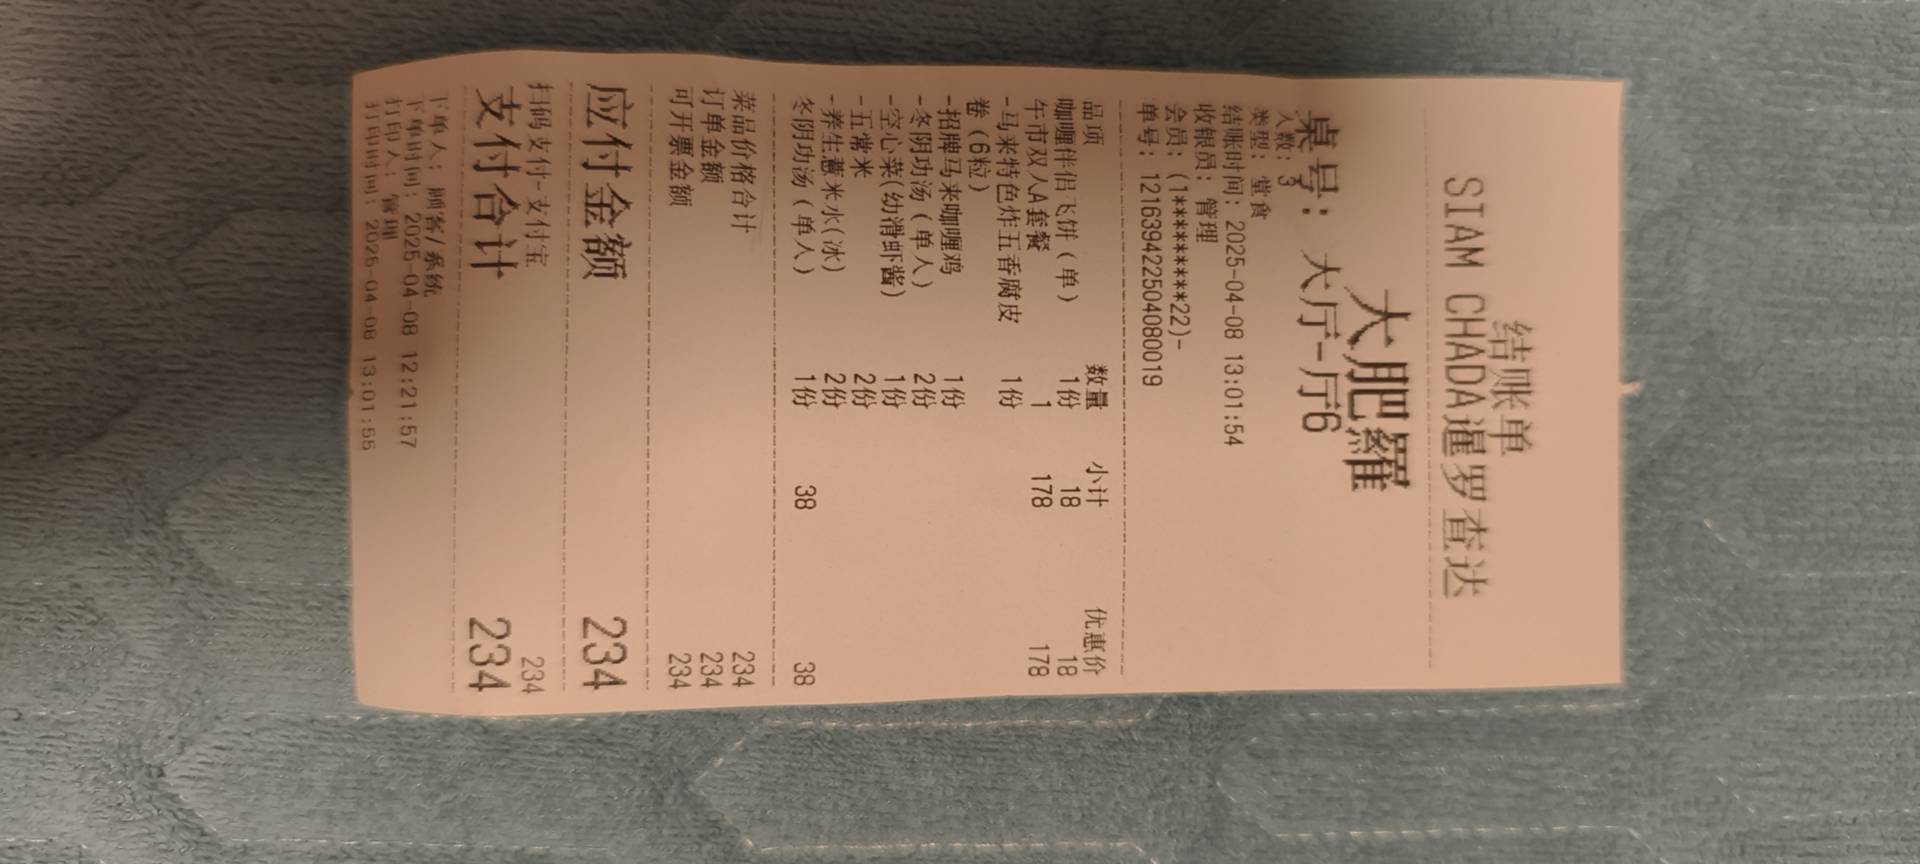 结账单
SIAM CHADA暹罗查达
大肥羅
桌号：大厅-厅6
人数：3
类型：堂食
结账时间：2025-04-08 13:01:54
收银员：管理
会员：(1*********22)-
单号：12163942250408​0019
品项 数量 小计 优惠价
咖喱伴侣飞饼（单） 1份 18 18
午市双人A套餐 1 178 178
-马来特色炸五香腐皮 1份
卷（6粒）
-招牌马来咖喱鸡 1份
-冬阴功汤（单人） 2份
-空心菜(幼滑虾酱) 1份
-五常米 2份
-养生薏米水(冰) 2份
冬阴功汤（单人） 1份 38 38
菜品价格合计 234
订单金额 234
可开票金额 234
应付金额 234
扫码支付-支付宝 234
支付合计 234
下单人：顾客/系统
下单时间：2025-04-08 12:21:57
打印人：管理
打印时间：2025-04-08 13:01:55